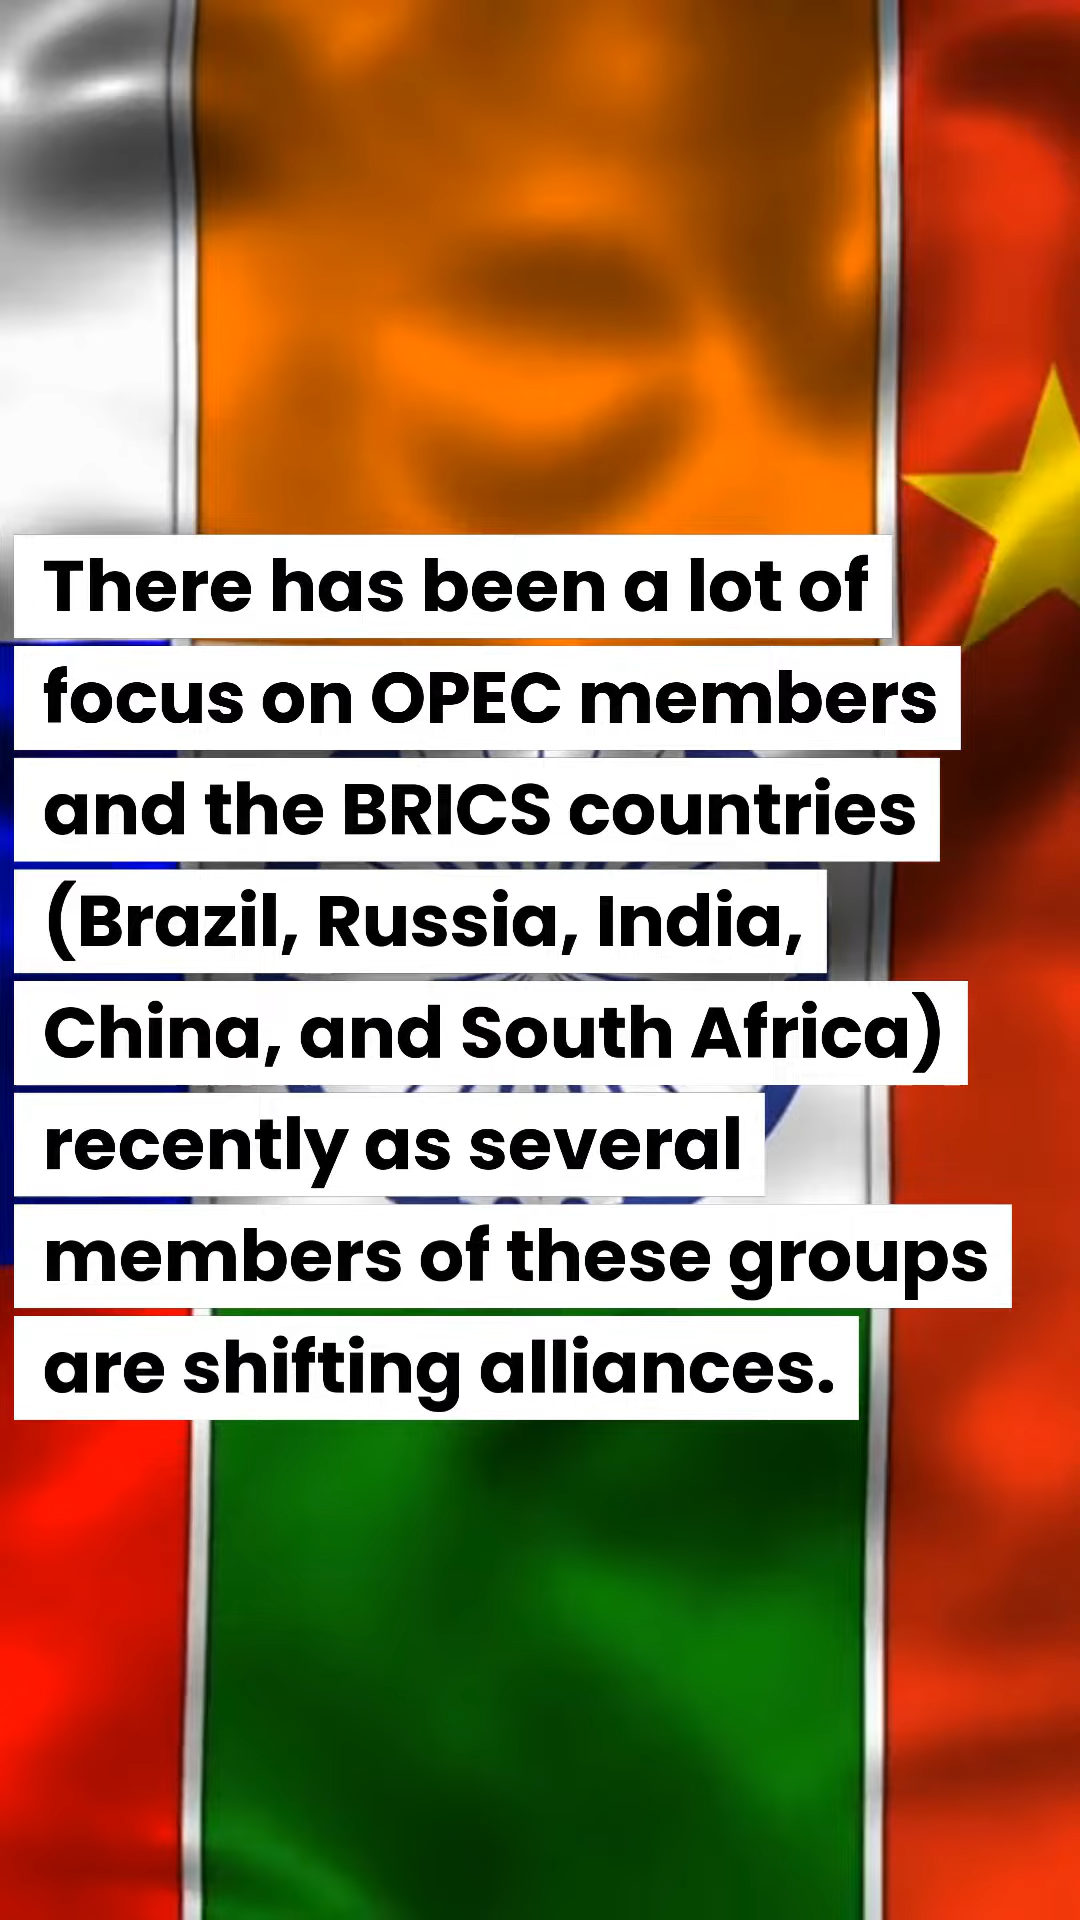 There has been a lot of
focus on OPEC members
and the BRICS countries
(Brazil, Russia, India,
China, and South Africa)
recently as several
members of these groups
are shifting alliances.